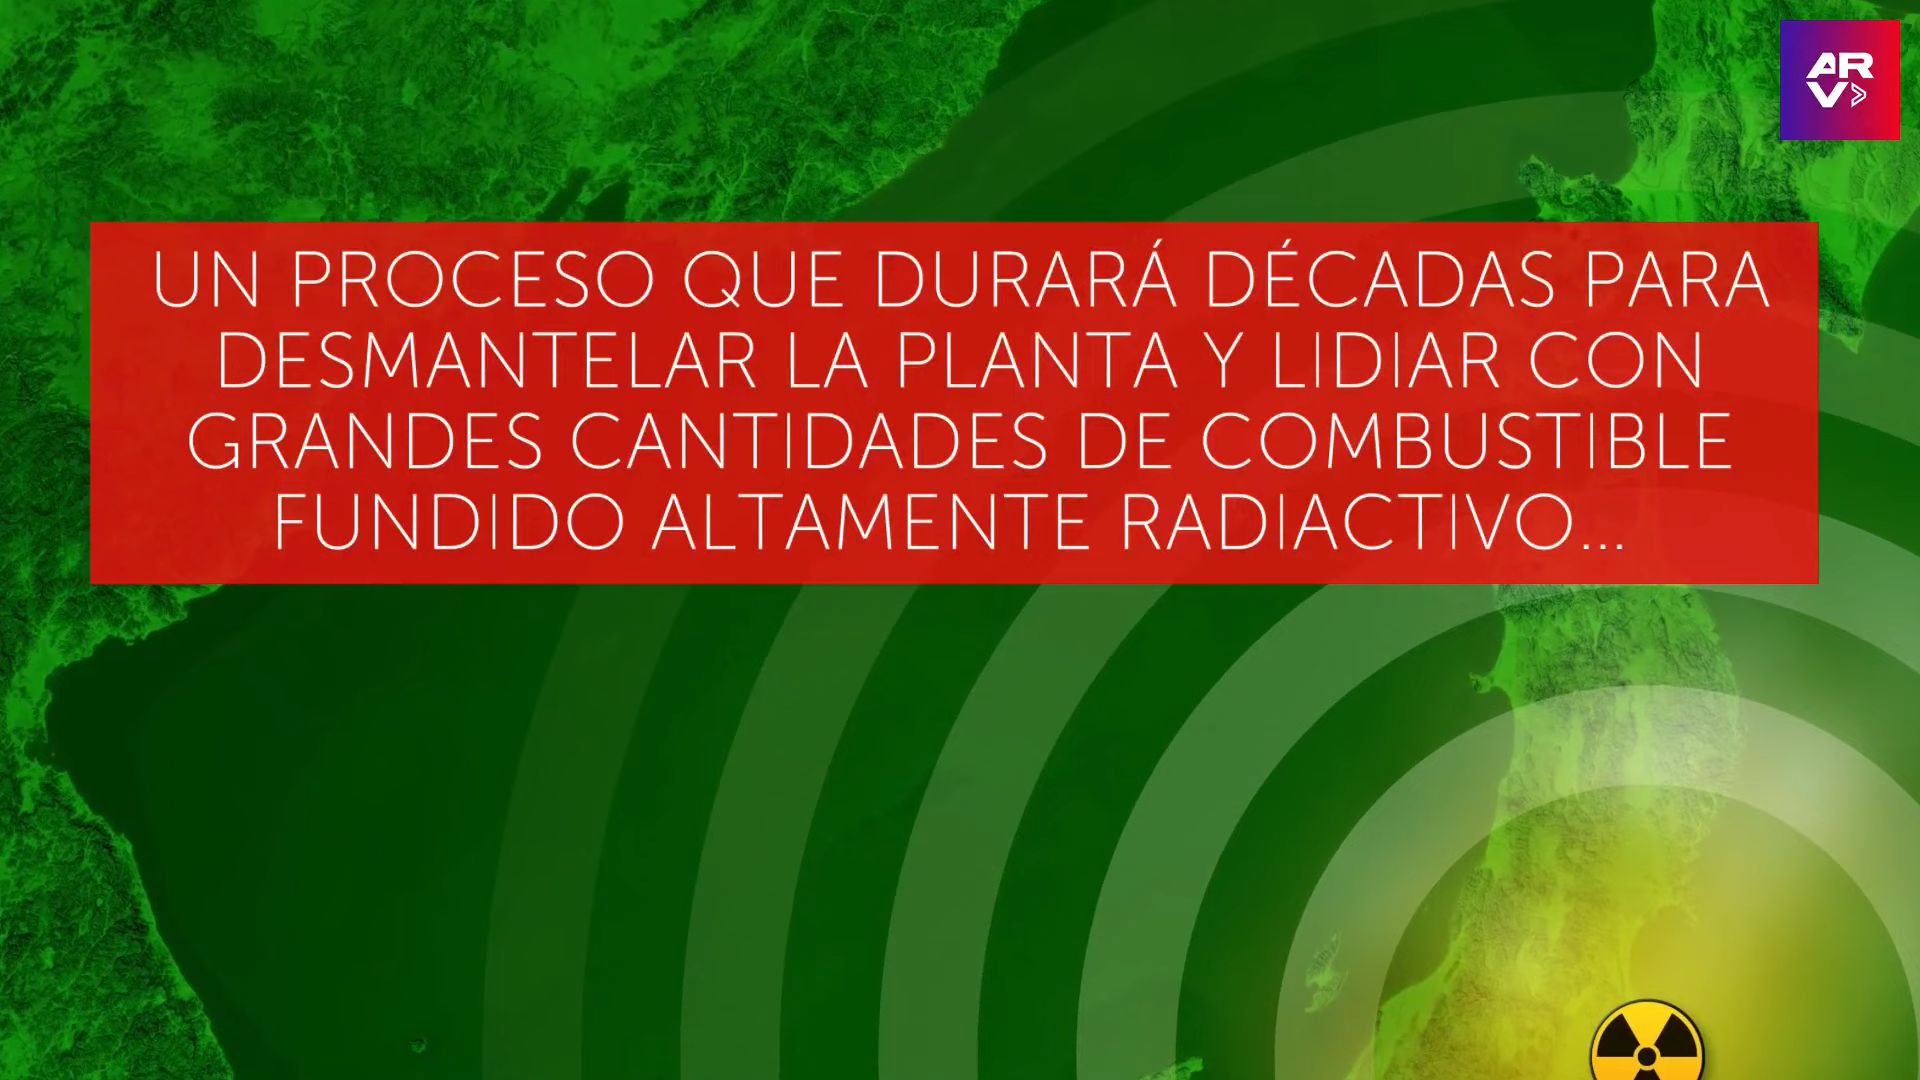 ARV
UN PROCESO QUE DURARÁ DÉCADAS PARA
DESMANTELAR LA PLANTA Y LIDIAR CON
GRANDES CANTIDADES DE COMBUSTIBLE
FUNDIDO ALTAMENTE RADIACTIVO...